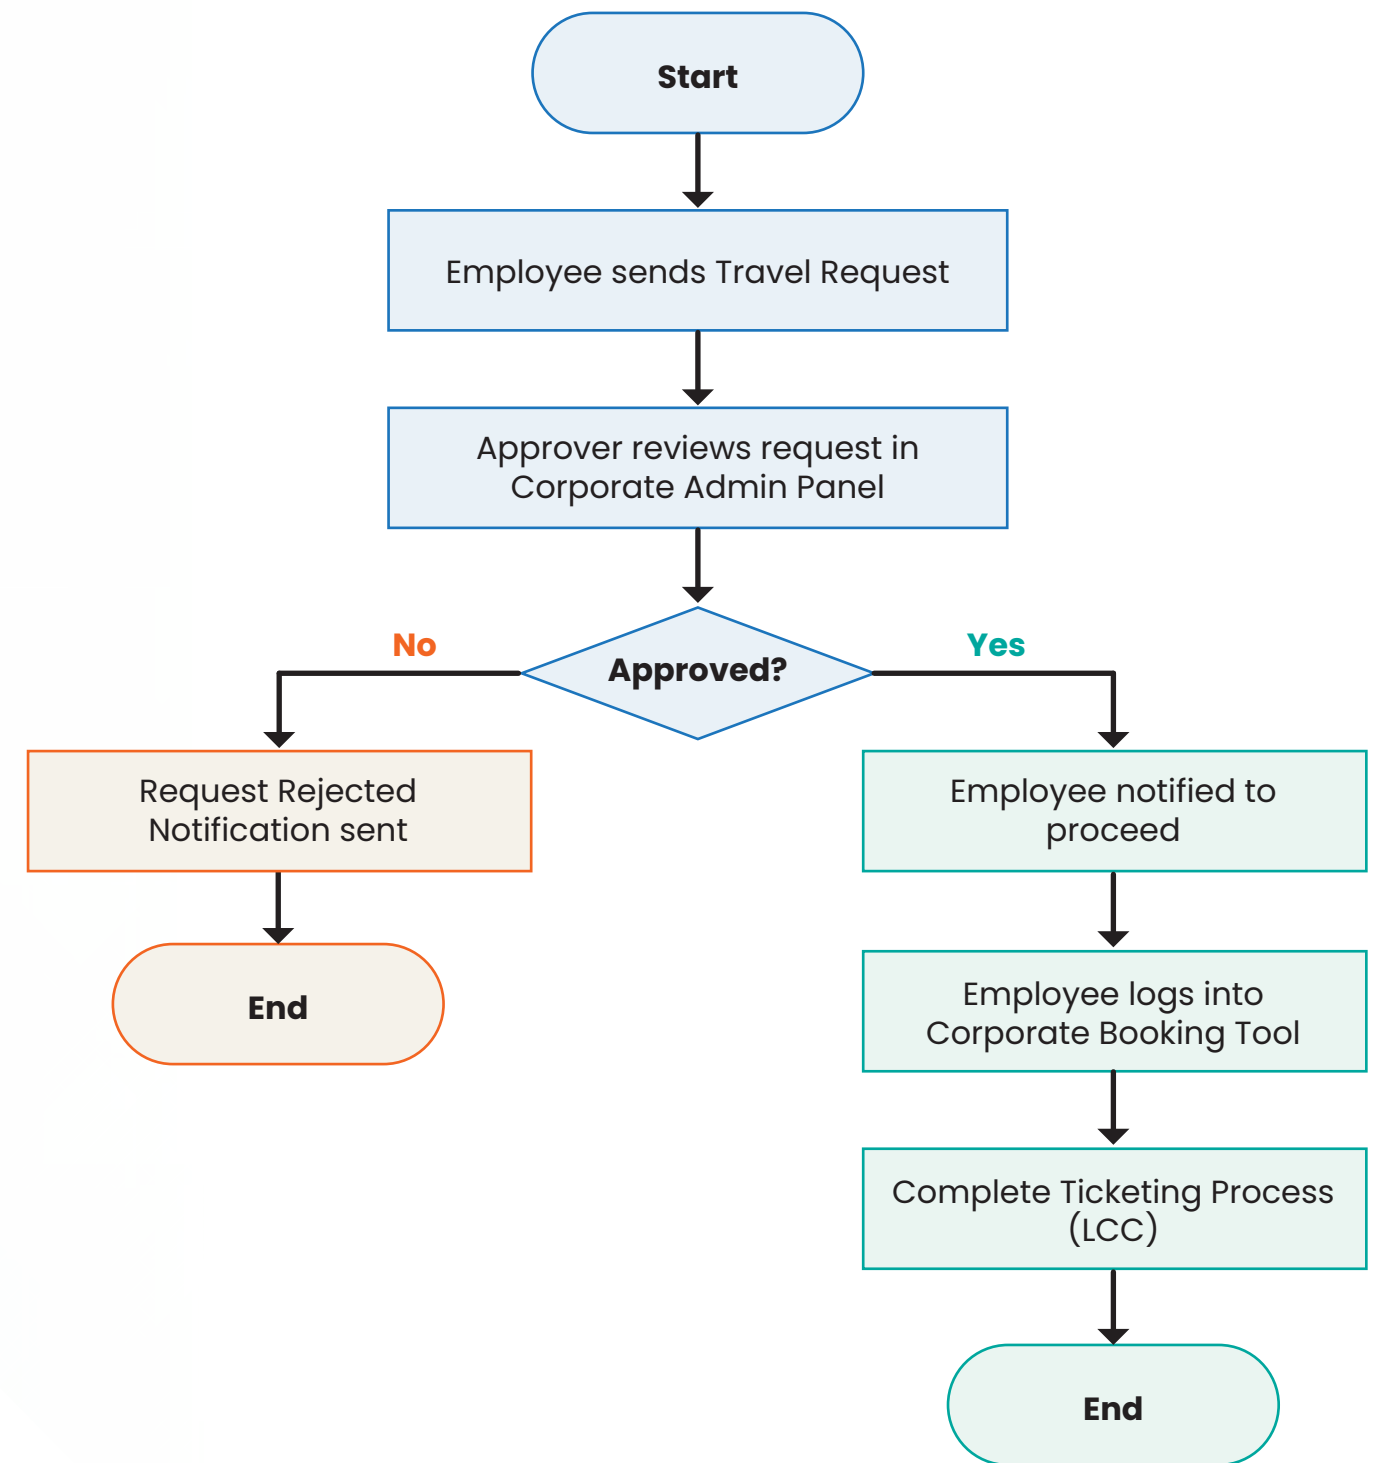 Start
Employee sends Travel Request
Approver reviews request in
Corporate Admin Panel
Approved?
No
Yes
Request Rejected
Notification sent
End
Employee notified to
proceed
Employee logs into
Corporate Booking Tool
Complete Ticketing Process
(LCC)
End